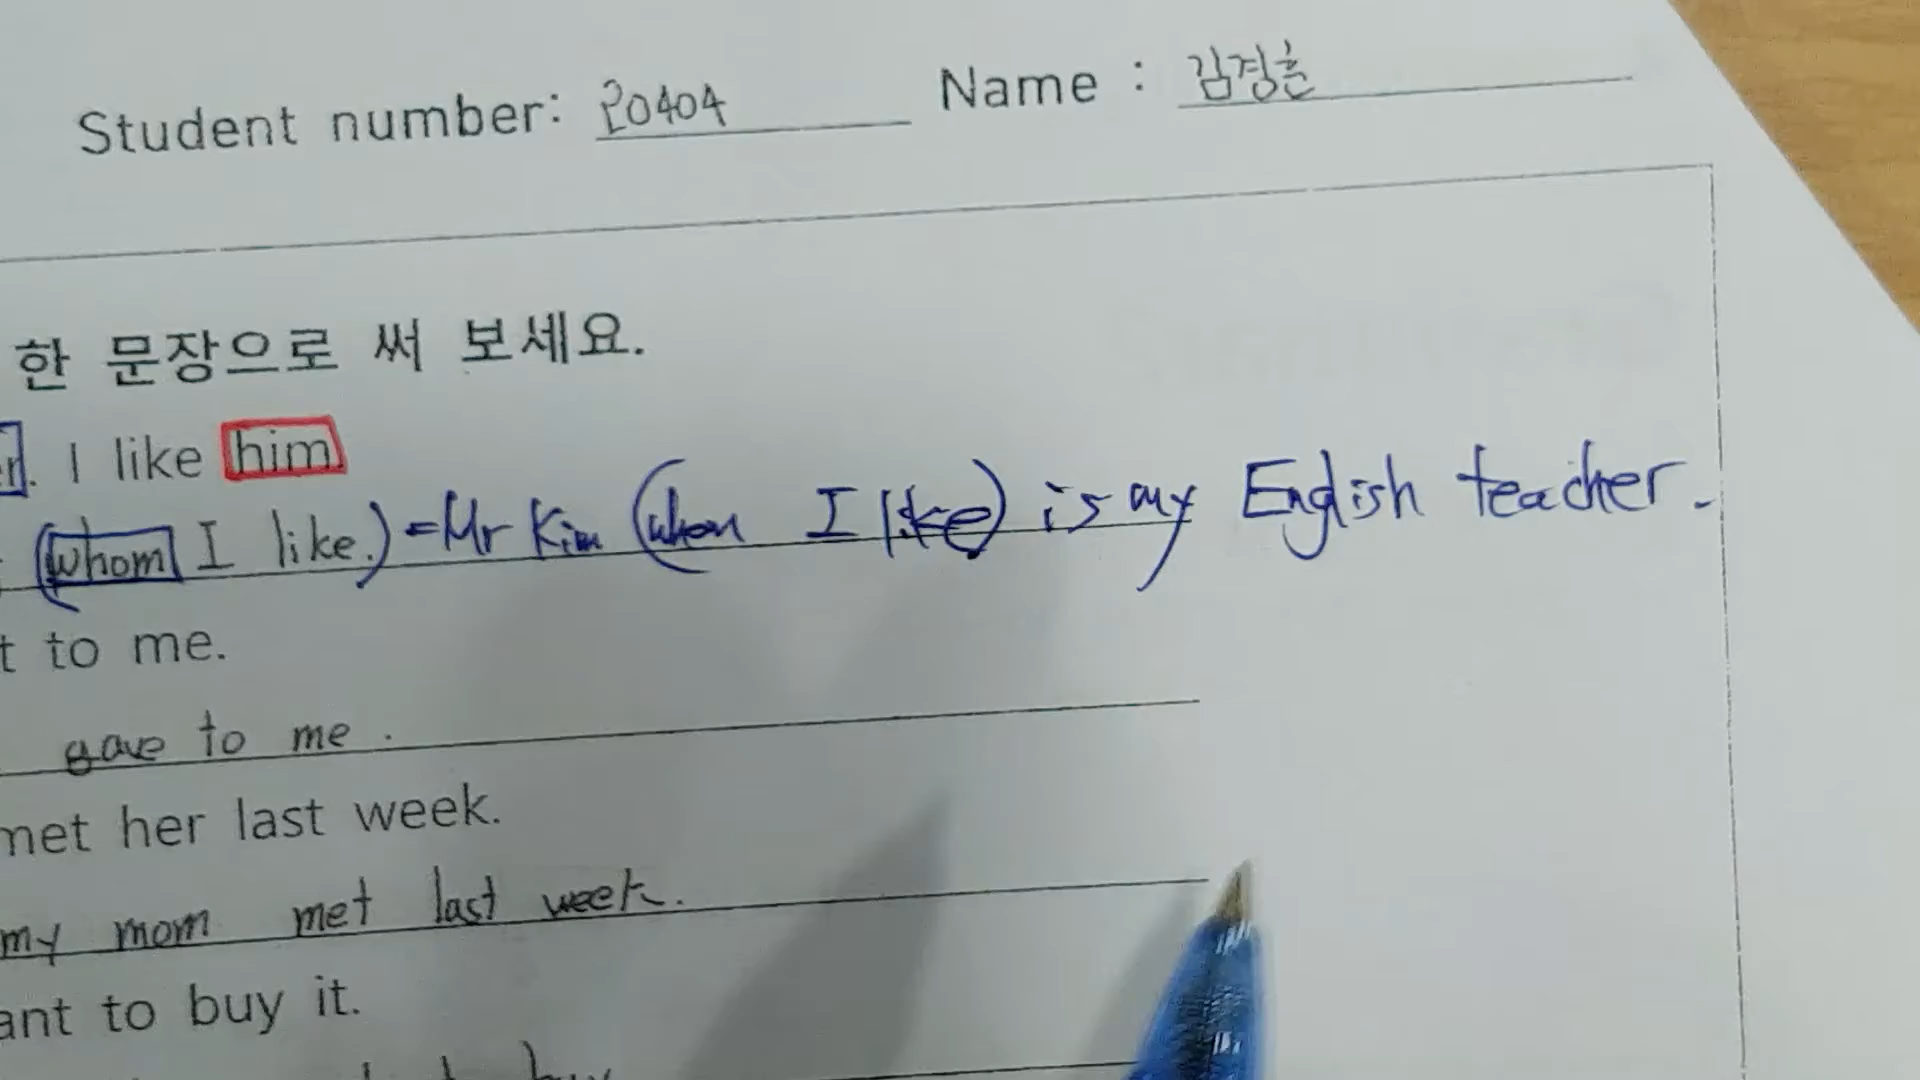 Student number: 20404 Name : 김경훈
한 문장으로 써 보세요.
. I like him
(whom I like.) = Mr Kim (whom I like) is my English teacher.
t to me.
gave to me.
met her last week.
my mom met last week.
ant to buy it.
buy